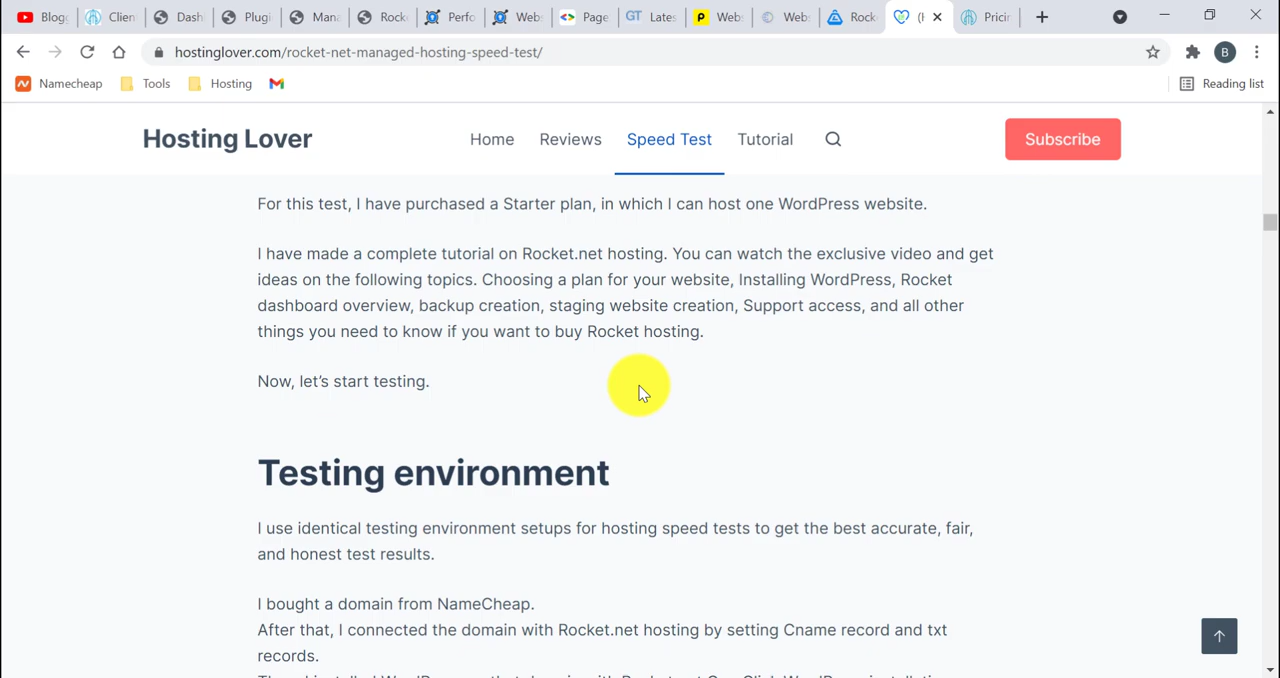 Blogg
Clien
Dash
Plugi
Mana
Rock
Perfo
Webs
Page
GT Lates
Webs
Webs
Rock
(H
Pricin
B
hostinglover.com/rocket-net-managed-hosting-speed-test/
Namecheap
Tools
Hosting
Reading list
Hosting Lover
Home
Reviews
Speed Test
Tutorial
Subscribe
For this test, I have purchased a Starter plan, in which I can host one WordPress website.
I have made a complete tutorial on Rocket.net hosting. You can watch the exclusive video and get
ideas on the following topics. Choosing a plan for your website, Installing WordPress, Rocket
dashboard overview, backup creation, staging website creation, Support access, and all other
things you need to know if you want to buy Rocket hosting.
Now, let's start testing.
Testing environment
I use identical testing environment setups for hosting speed tests to get the best accurate, fair,
and honest test results.
I bought a domain from NameCheap.
After that, I connected the domain with Rocket.net hosting by setting Cname record and txt
records.